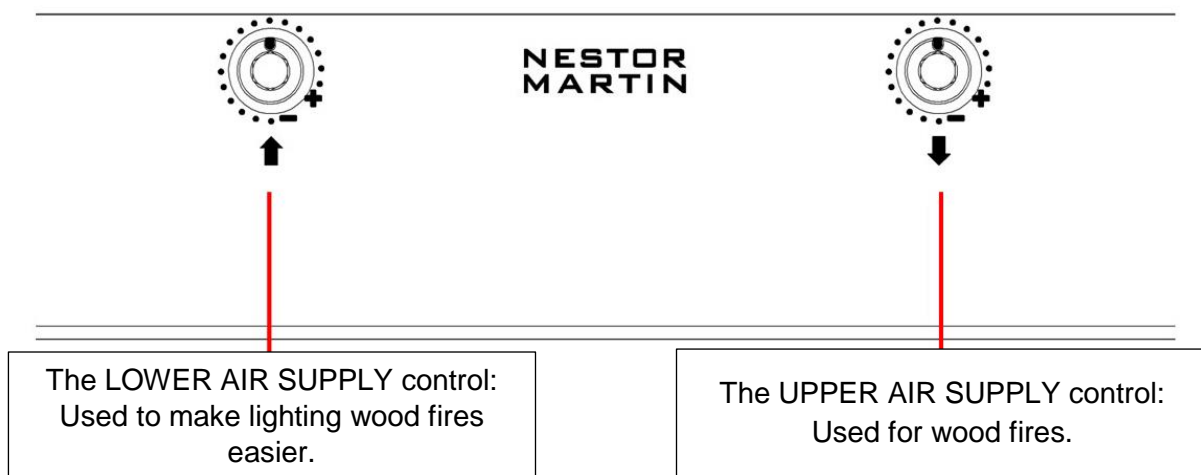 NESTOR
MARTIN
+
−
+
−
The LOWER AIR SUPPLY control:
Used to make lighting wood fires
easier.
The UPPER AIR SUPPLY control:
Used for wood fires.